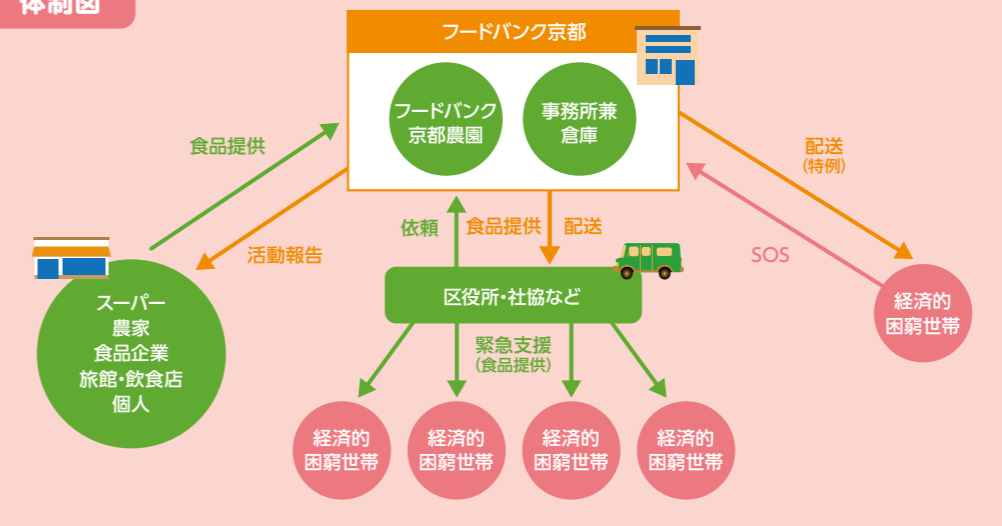 体制図
フードバンク京都
フードバンク
京都農園
事務所兼
倉庫
食品提供
活動報告
依頼
食品提供
配送
配送
(特例)
SOS
スーパー
農家
食品企業
旅館・飲食店
個人
区役所・社協など
経済的
困窮世帯
緊急支援
(食品提供)
経済的
困窮世帯
経済的
困窮世帯
経済的
困窮世帯
経済的
困窮世帯